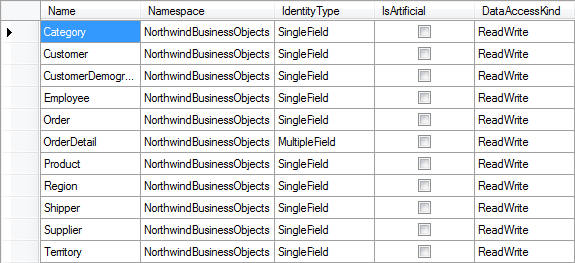 Name Namespace IdentityType IsArtificial DataAccessKind
Category NorthwindBusinessObjects SingleField ReadWrite
Customer NorthwindBusinessObjects SingleField ReadWrite
CustomerDemogr... NorthwindBusinessObjects SingleField ReadWrite
Employee NorthwindBusinessObjects SingleField ReadWrite
Order NorthwindBusinessObjects SingleField ReadWrite
OrderDetail NorthwindBusinessObjects MultipleField ReadWrite
Product NorthwindBusinessObjects SingleField ReadWrite
Region NorthwindBusinessObjects SingleField ReadWrite
Shipper NorthwindBusinessObjects SingleField ReadWrite
Supplier NorthwindBusinessObjects SingleField ReadWrite
Territory NorthwindBusinessObjects SingleField ReadWrite